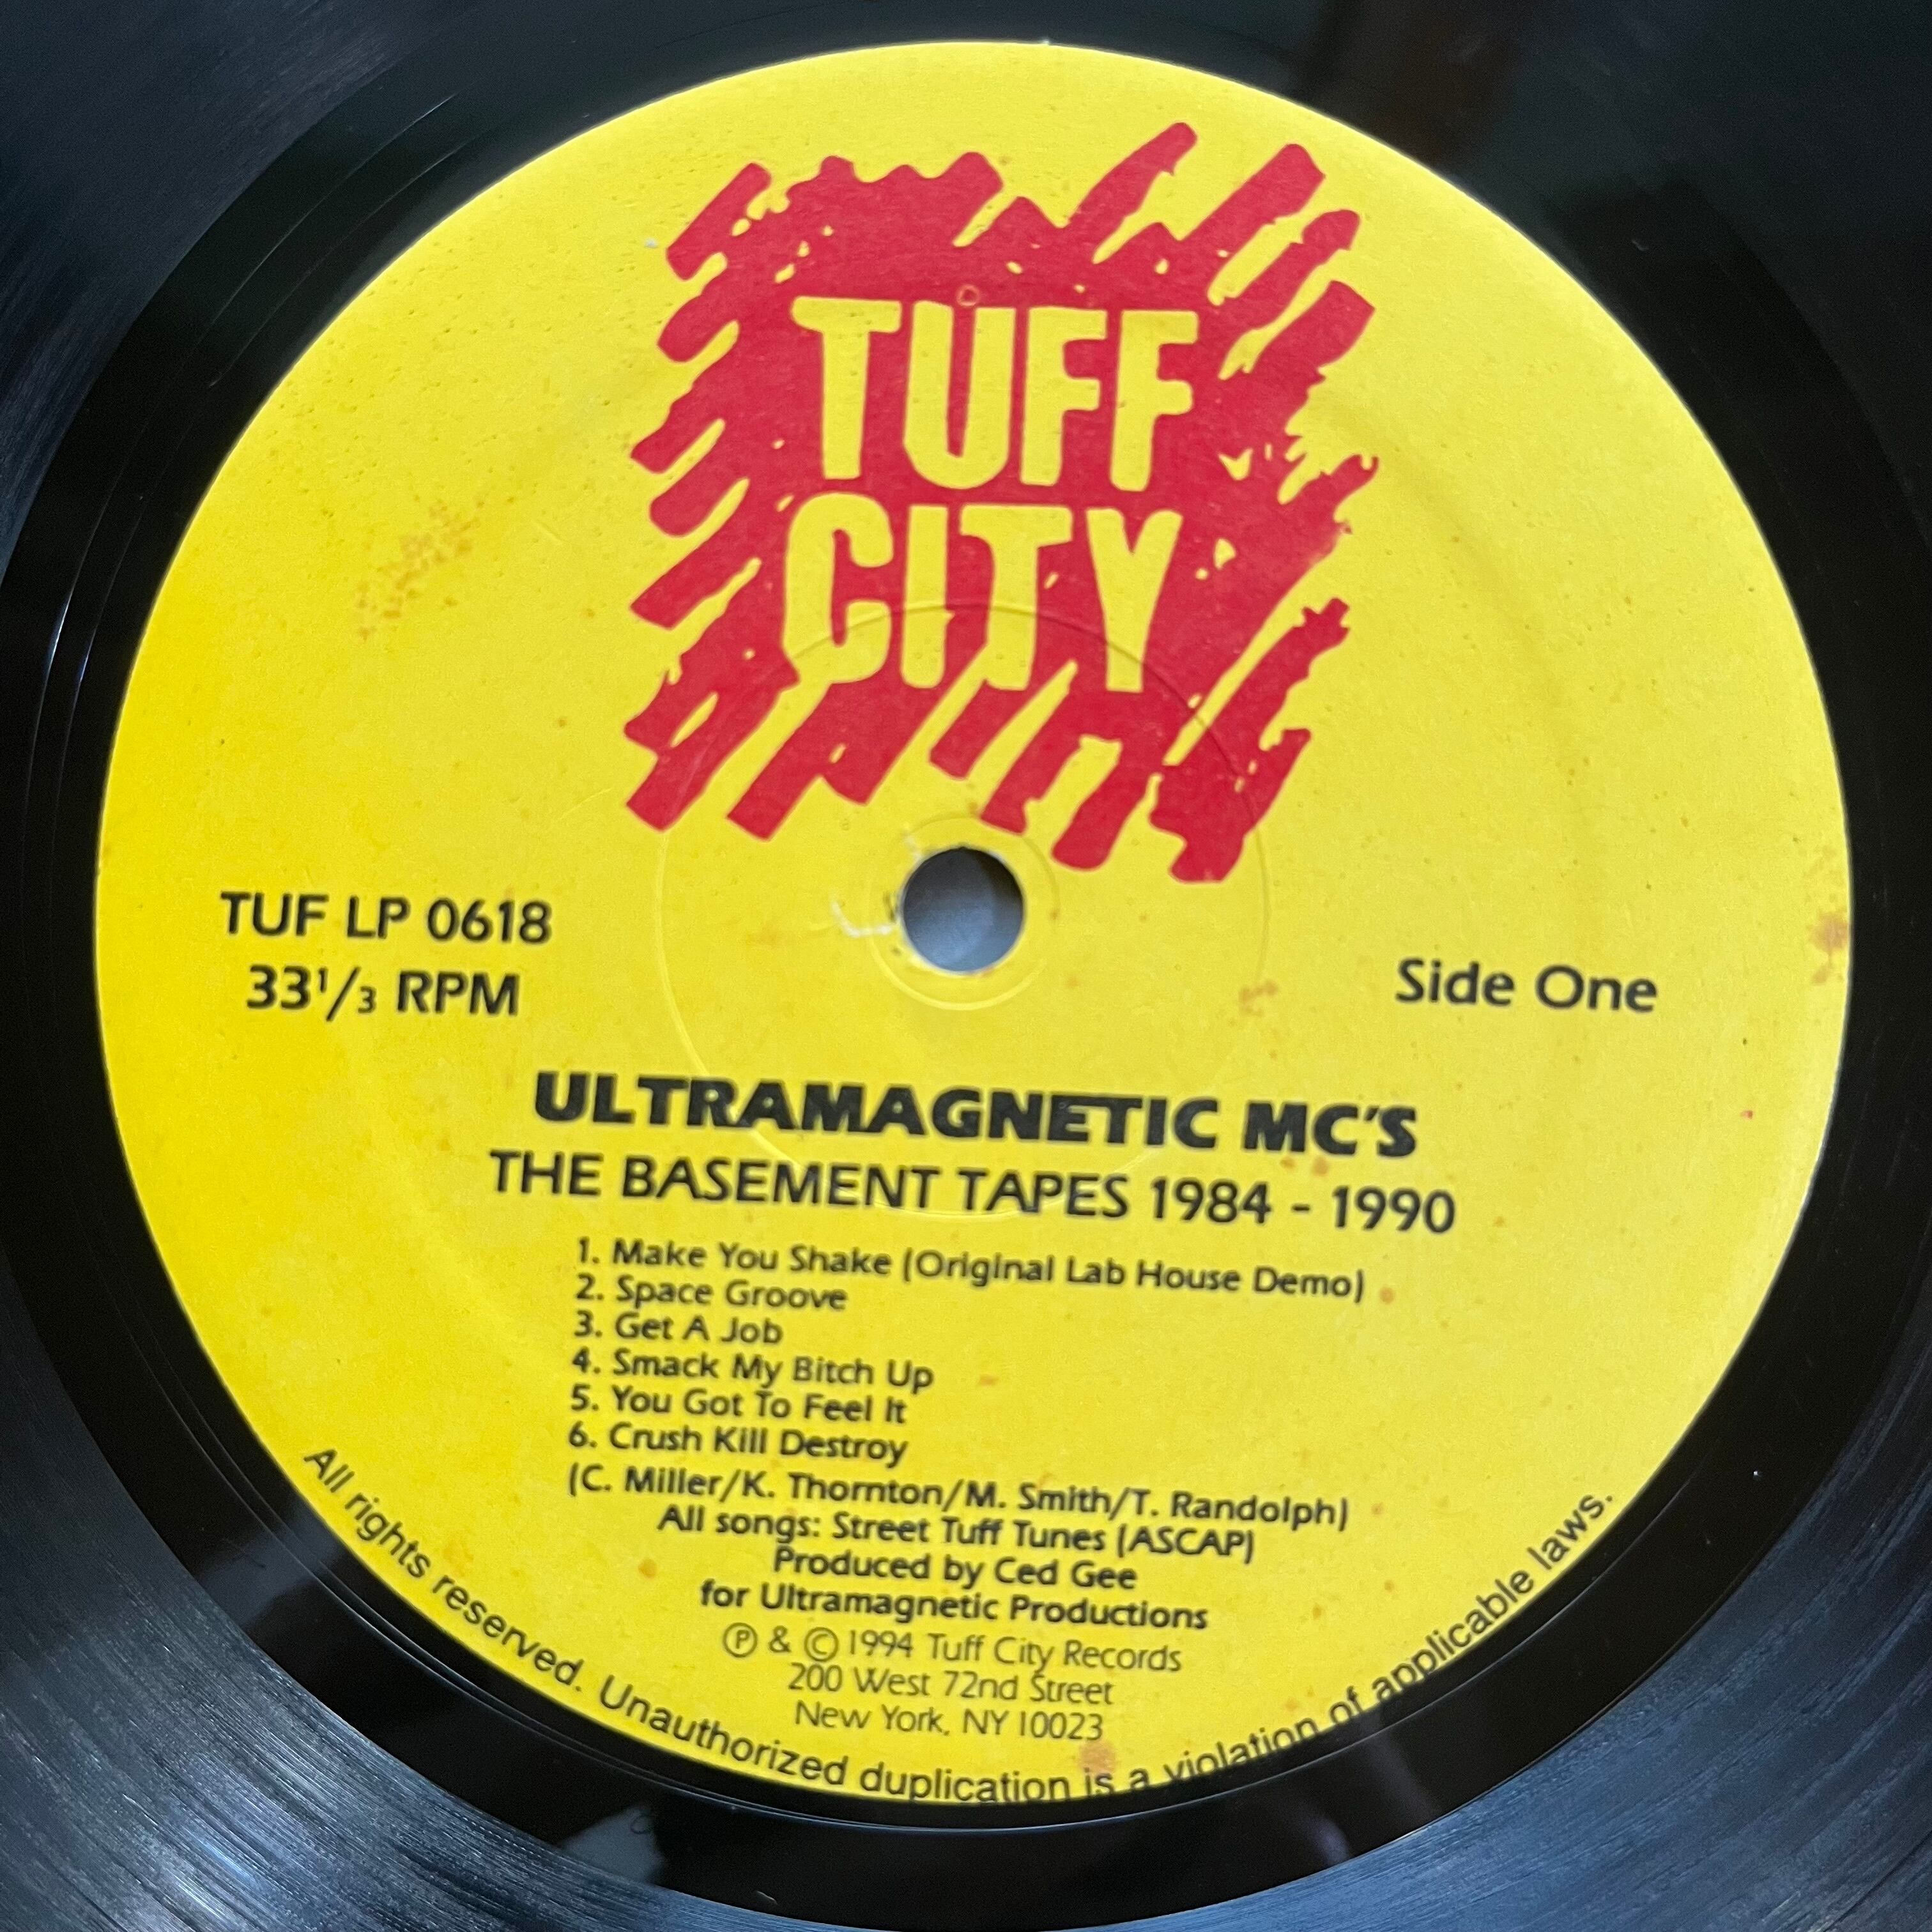 TUFF
CITY
TUF LP 0618
33 1/3 RPM
Side One
ULTRAMAGNETIC MC'S
THE BASEMENT TAPES 1984 - 1990
1. Make You Shake (Original Lab House Demo)
2. Space Groove
3. Get A Job
4. Smack My Bitch Up
5. You Got To Feel It
6. Crush Kill Destroy
(C. Miller/K. Thornton/M. Smith/T. Randolph)
All songs: Street Tuff Tunes (ASCAP)
Produced by Ced Gee
for Ultramagnetic Productions
Ⓟ & © 1994 Tuff City Records
200 West 72nd Street
New York, NY 10023
All rights reserved. Unauthorized duplication is a violation of applicable laws.